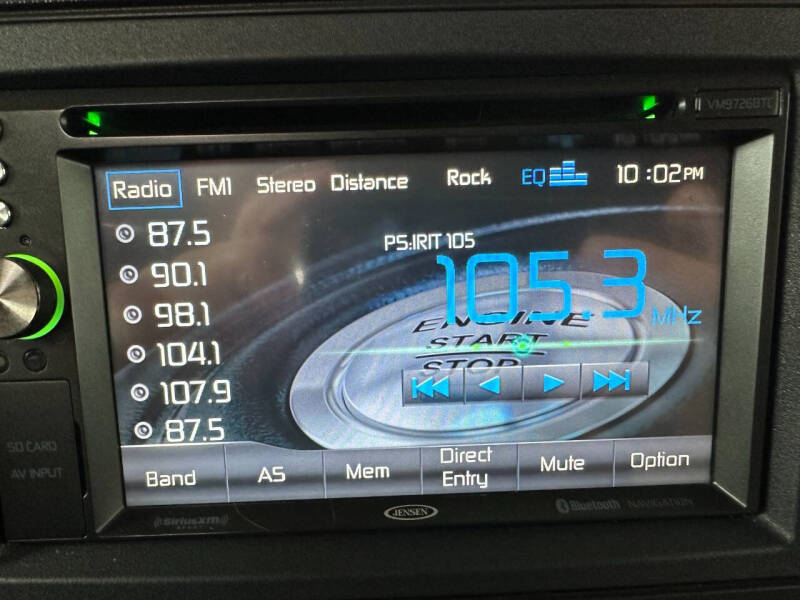 VM9726BTC
Radio FM1 Stereo Distance Rock EQ 10:02PM
87.5
90.1
98.1
104.1
107.9
87.5
PS:IRIT 105
105.3 MHz
ENGINE
START
STOP
Band AS Mem Direct Entry Mute Option
SD CARD
AV INPUT
SiriusXM
JENSEN
Bluetooth NAVIGATION